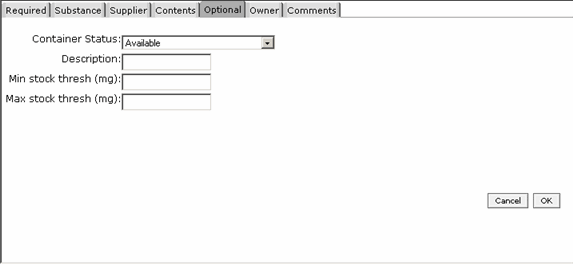 Required Substance Supplier Contents Optional Owner Comments
Container Status: Available
Description:
Min stock thresh (mg):
Max stock thresh (mg):
Cancel OK